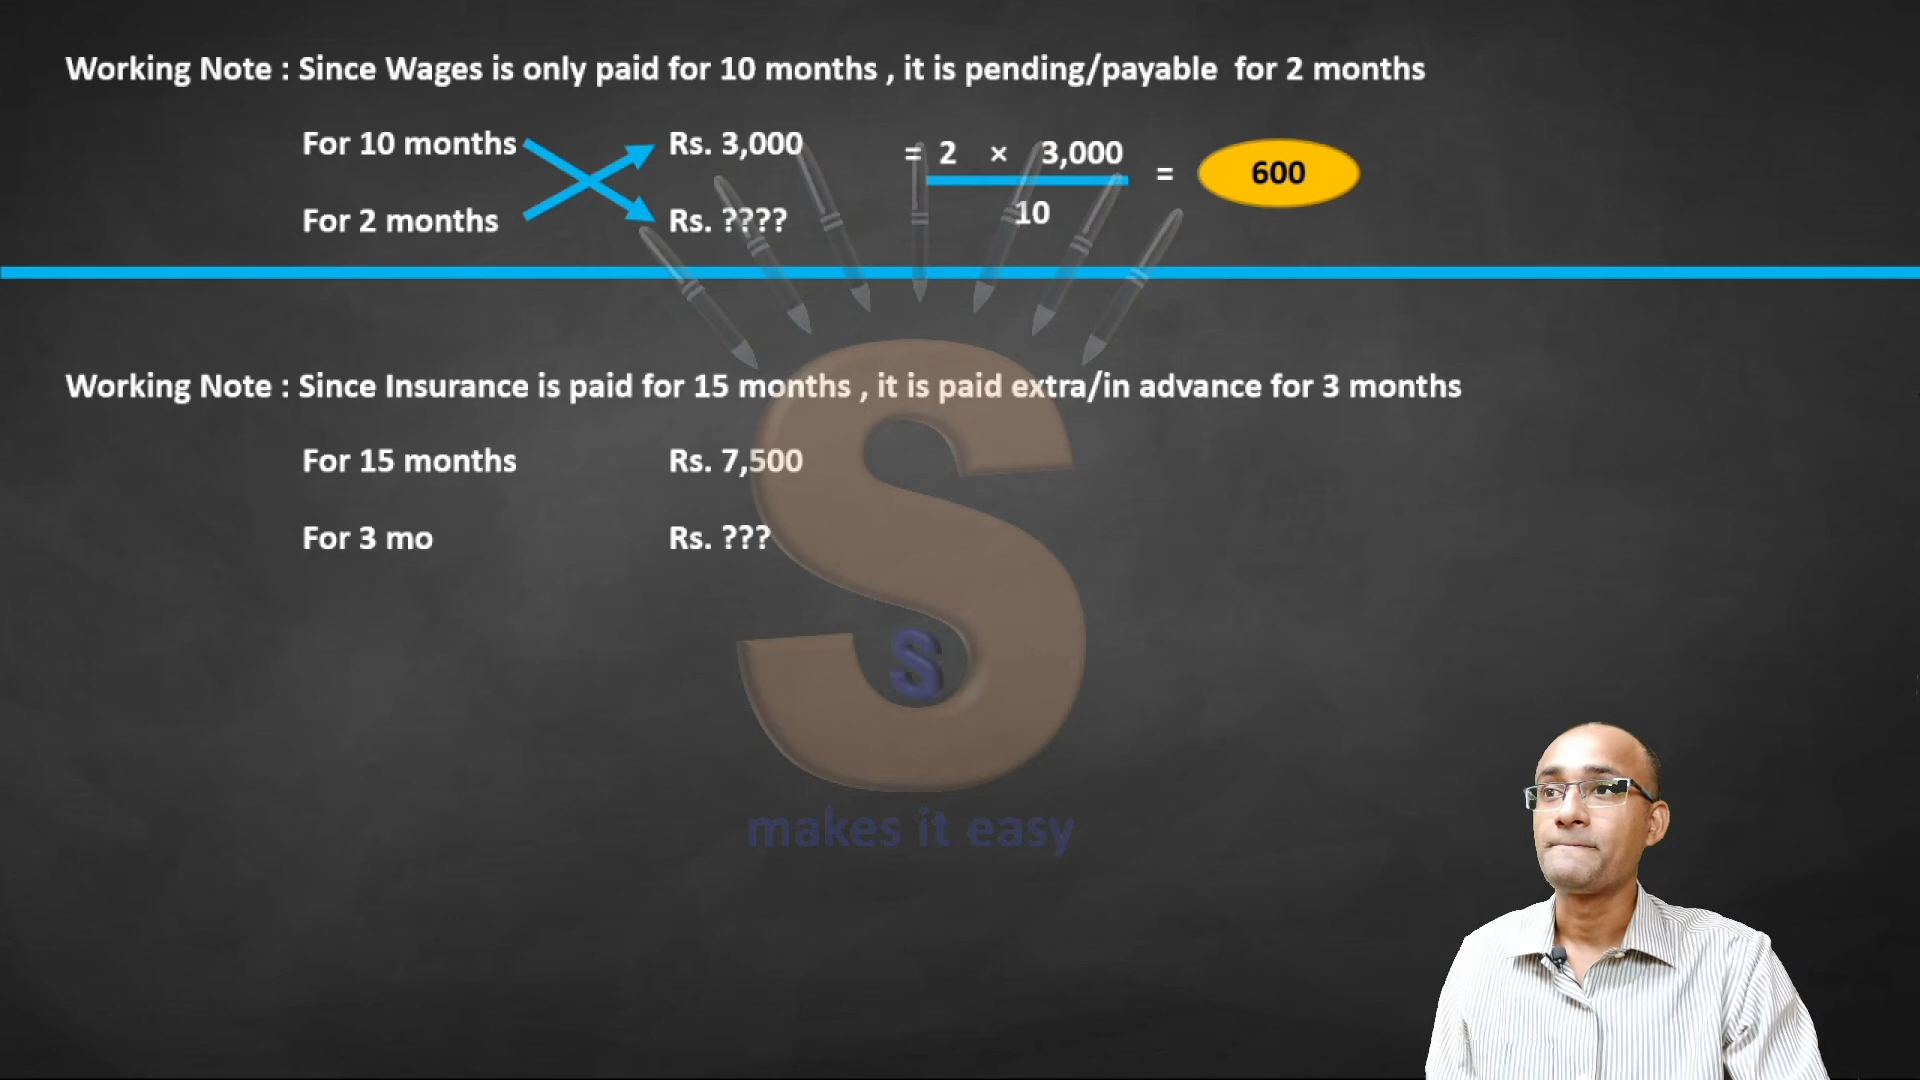 Working Note : Since Wages is only paid for 10 months , it is pending/payable for 2 months
For 10 months Rs. 3,000 = 2 × 3,000
= 600
For 2 months Rs. ???? 10
Working Note : Since Insurance is paid for 15 months , it is paid extra/in advance for 3 months
For 15 months Rs. 7,500
For 3 mo Rs. ???
S
S
makes it easy